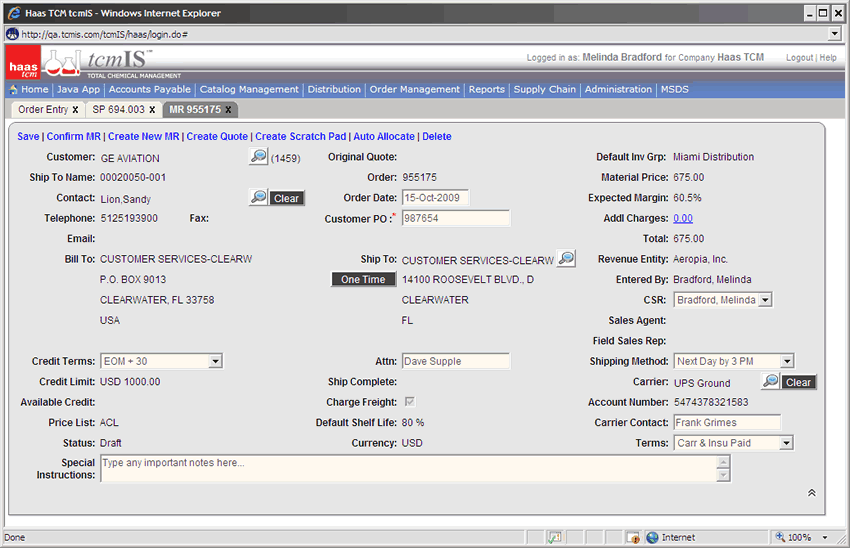 Haas TCM tcmIS - Windows Internet Explorer
http://qa.tcmis.com/tcmIS/haas/login.do#
haas tcm
tcmIS™
TOTAL CHEMICAL MANAGEMENT
Logged in as: Melinda Bradford for Company Haas TCM Logout | Help
Home | Java App | Accounts Payable | Catalog Management | Distribution | Order Management | Reports | Supply Chain | Administration | MSDS
Order Entry x SP 694.003 x MR 955175 x
Save | Confirm MR | Create New MR | Create Quote | Create Scratch Pad | Auto Allocate | Delete
Customer: GE AVIATION (1459) Original Quote: Default Inv Grp: Miami Distribution
Ship To Name: 00020050-001 Order: 955175 Material Price: 675.00
Contact: Lion,Sandy Clear Order Date: 15-Oct-2009 Expected Margin: 60.5%
Telephone: 5125193900 Fax: Customer PO :* 987654 Addl Charges: 0.00
Email: Total: 675.00
Bill To: CUSTOMER SERVICES-CLEARW Ship To: CUSTOMER SERVICES-CLEARW Revenue Entity: Aeropia, Inc.
P.O. BOX 9013 One Time 14100 ROOSEVELT BLVD., D Entered By: Bradford, Melinda
CLEARWATER, FL 33758 CLEARWATER CSR: Bradford, Melinda
USA FL Sales Agent:
Field Sales Rep:
Credit Terms: EOM + 30 Attn: Dave Supple Shipping Method: Next Day by 3 PM
Credit Limit: USD 1000.00 Ship Complete: Carrier: UPS Ground Clear
Available Credit: Charge Freight: Account Number: 5474378321583
Price List: ACL Default Shelf Life: 80 % Carrier Contact: Frank Grimes
Status: Draft Currency: USD Terms: Carr & Insu Paid
Special Instructions: Type any important notes here...
Done Internet 100%